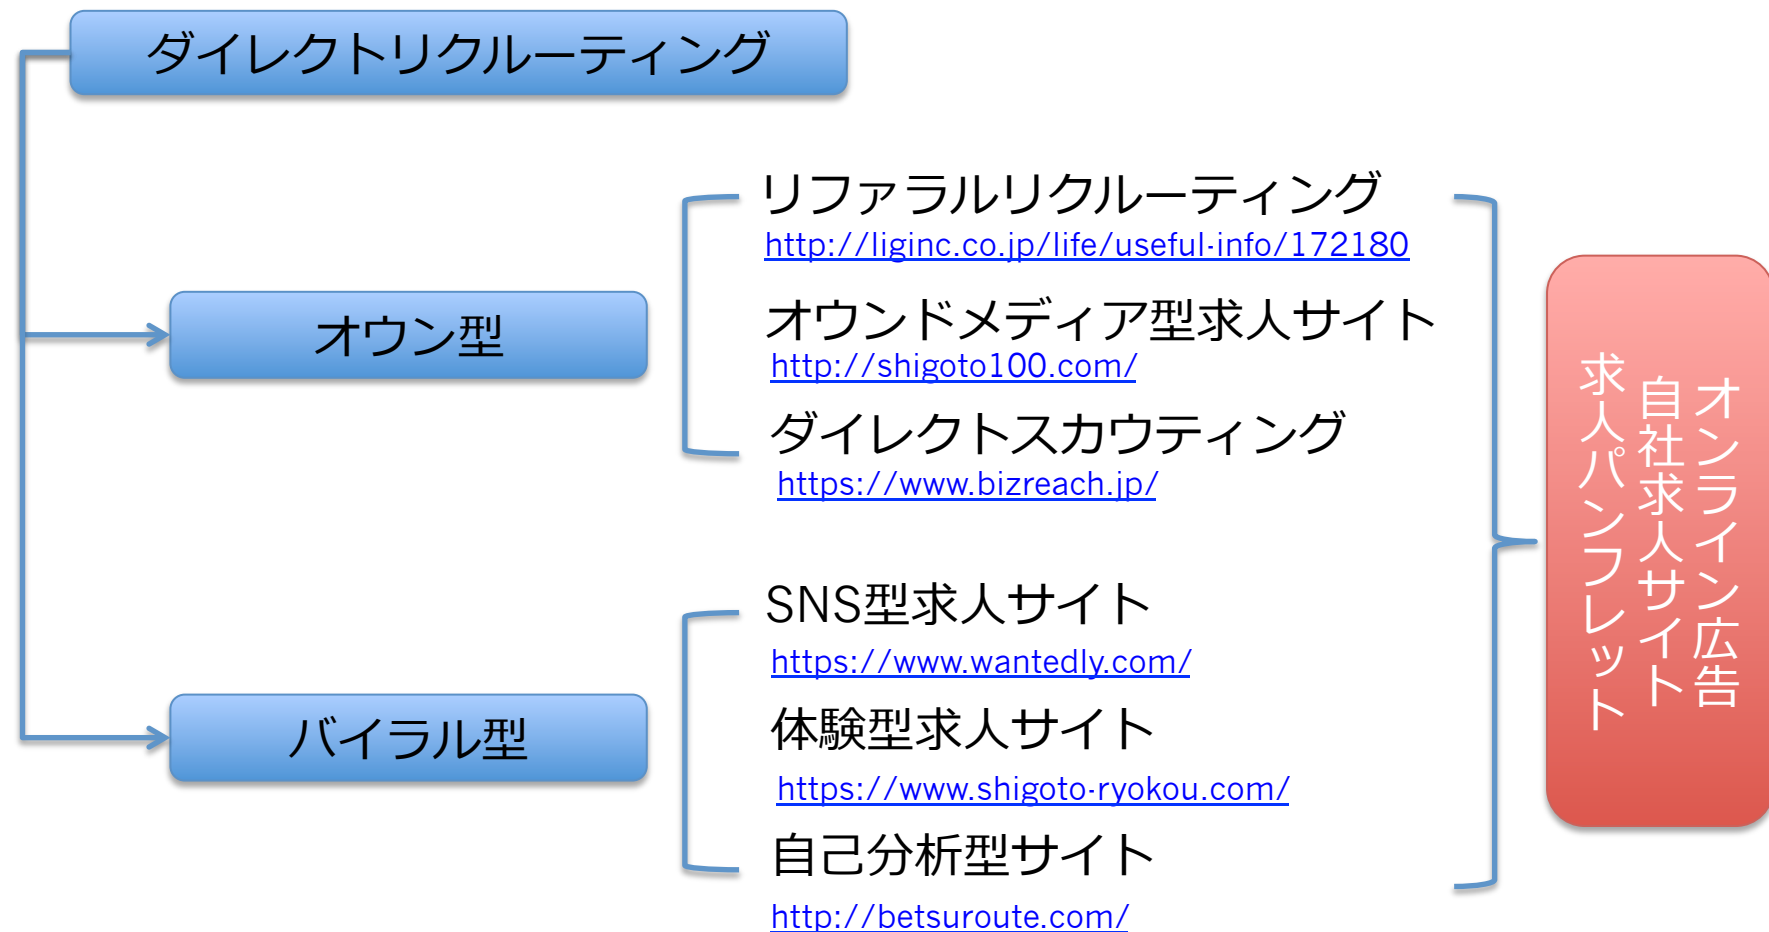 ダイレクトリクルーティング
オウン型
リファラルリクルーティング
http://liginc.co.jp/life/useful-info/172180
オウンドメディア型求人サイト
http://shigoto100.com/
ダイレクトスカウティング
https://www.bizreach.jp/
バイラル型
SNS型求人サイト
https://www.wantedly.com/
体験型求人サイト
https://www.shigoto-ryokou.com/
自己分析型サイト
http://betsuroute.com/
オンライン広告
自社求人サイト
求人パンフレット